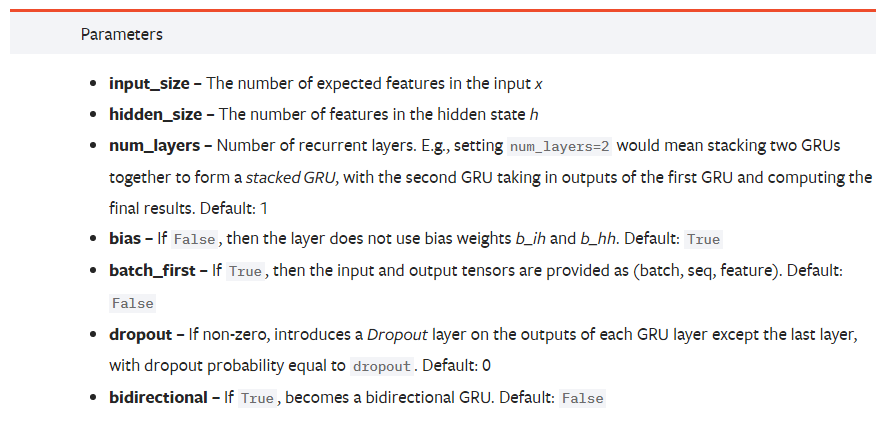 Parameters
input_size – The number of expected features in the input x
hidden_size – The number of features in the hidden state h
num_layers – Number of recurrent layers. E.g., setting num_layers=2 would mean stacking two GRUs
together to form a stacked GRU, with the second GRU taking in outputs of the first GRU and computing the
final results. Default: 1
bias – If False, then the layer does not use bias weights b_ih and b_hh. Default: True
batch_first – If True, then the input and output tensors are provided as (batch, seq, feature). Default:
False
dropout – If non-zero, introduces a Dropout layer on the outputs of each GRU layer except the last layer,
with dropout probability equal to dropout. Default: 0
bidirectional – If True, becomes a bidirectional GRU. Default: False